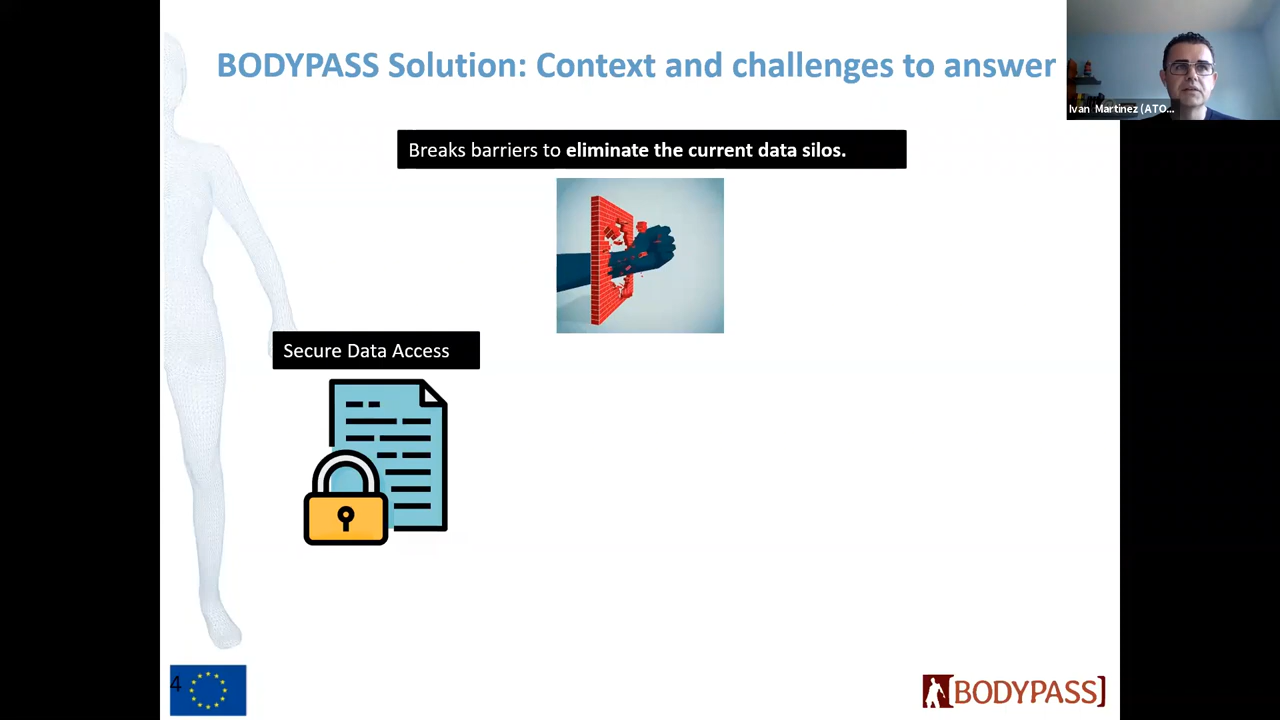 BODYPASS Solution: Context and challenges to answer
Ivan Martinez (ATO...
Breaks barriers to eliminate the current data silos.
Secure Data Access
4
[BODYPASS]